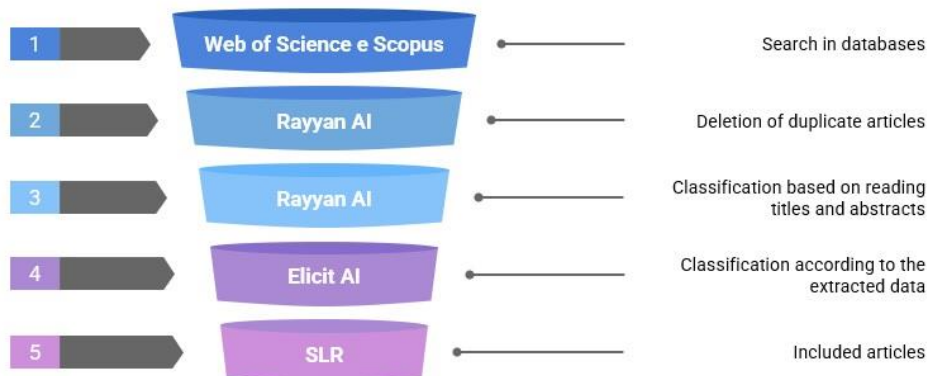 1
Web of Science e Scopus
Search in databases
2
Rayyan AI
Deletion of duplicate articles
3
Rayyan AI
Classification based on reading
titles and abstracts
4
Elicit AI
Classification according to the
extracted data
5
SLR
Included articles